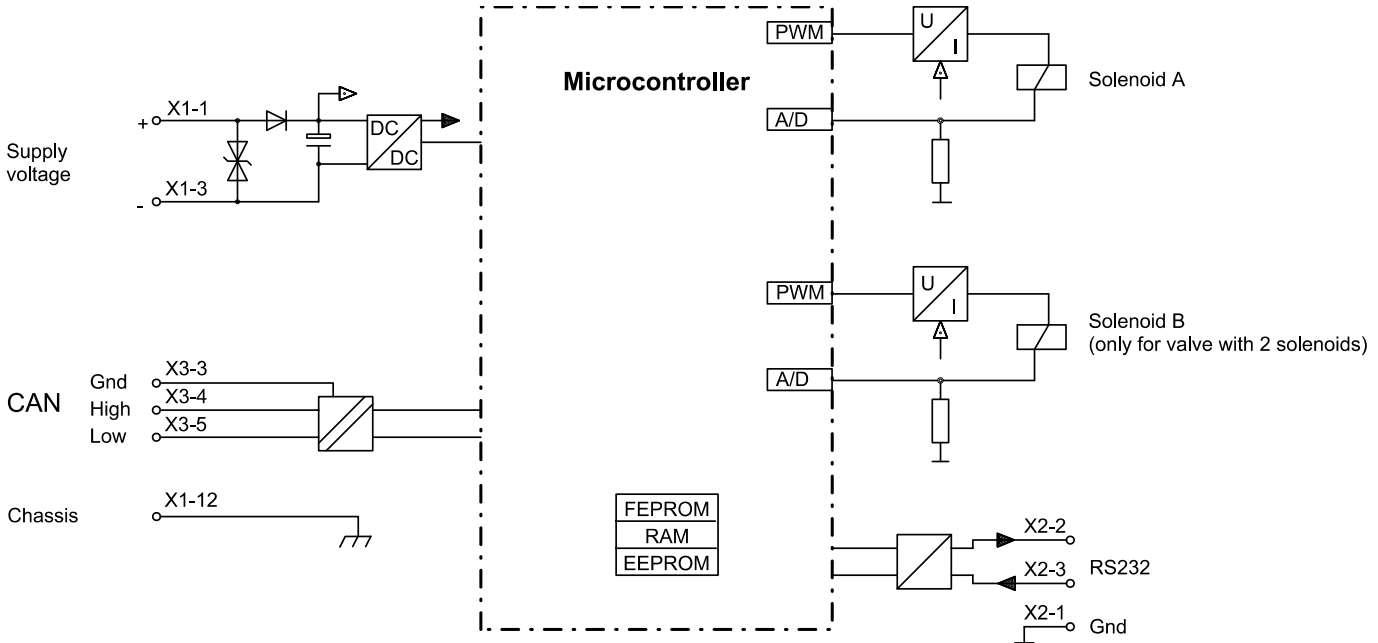 Microcontroller
Supply
voltage
+
X1-1
-
X1-3
DC
DC
CAN
Gnd
X3-3
High
X3-4
Low
X3-5
Chassis
X1-12
FEPROM
RAM
EEPROM
PWM
U
I
Solenoid A
A/D
PWM
U
I
Solenoid B
(only for valve with 2 solenoids)
A/D
X2-2
X2-3
RS232
X2-1
Gnd